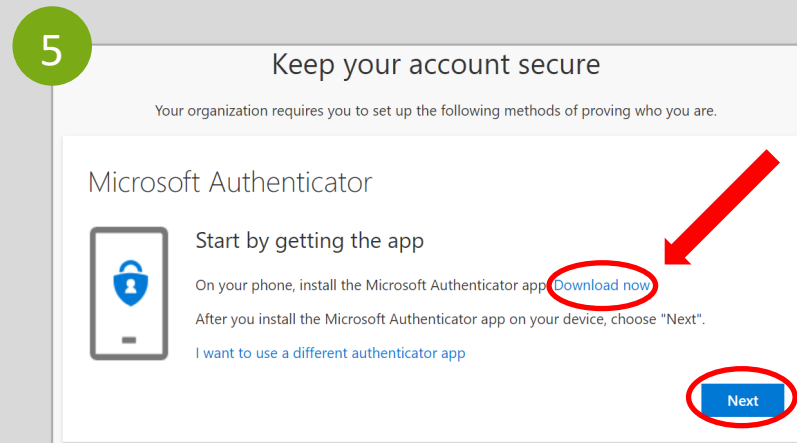 5
Keep your account secure
Your organization requires you to set up the following methods of proving who you are.
Microsoft Authenticator
Start by getting the app
On your phone, install the Microsoft Authenticator app Download now
After you install the Microsoft Authenticator app on your device, choose "Next".
I want to use a different authenticator app
Next